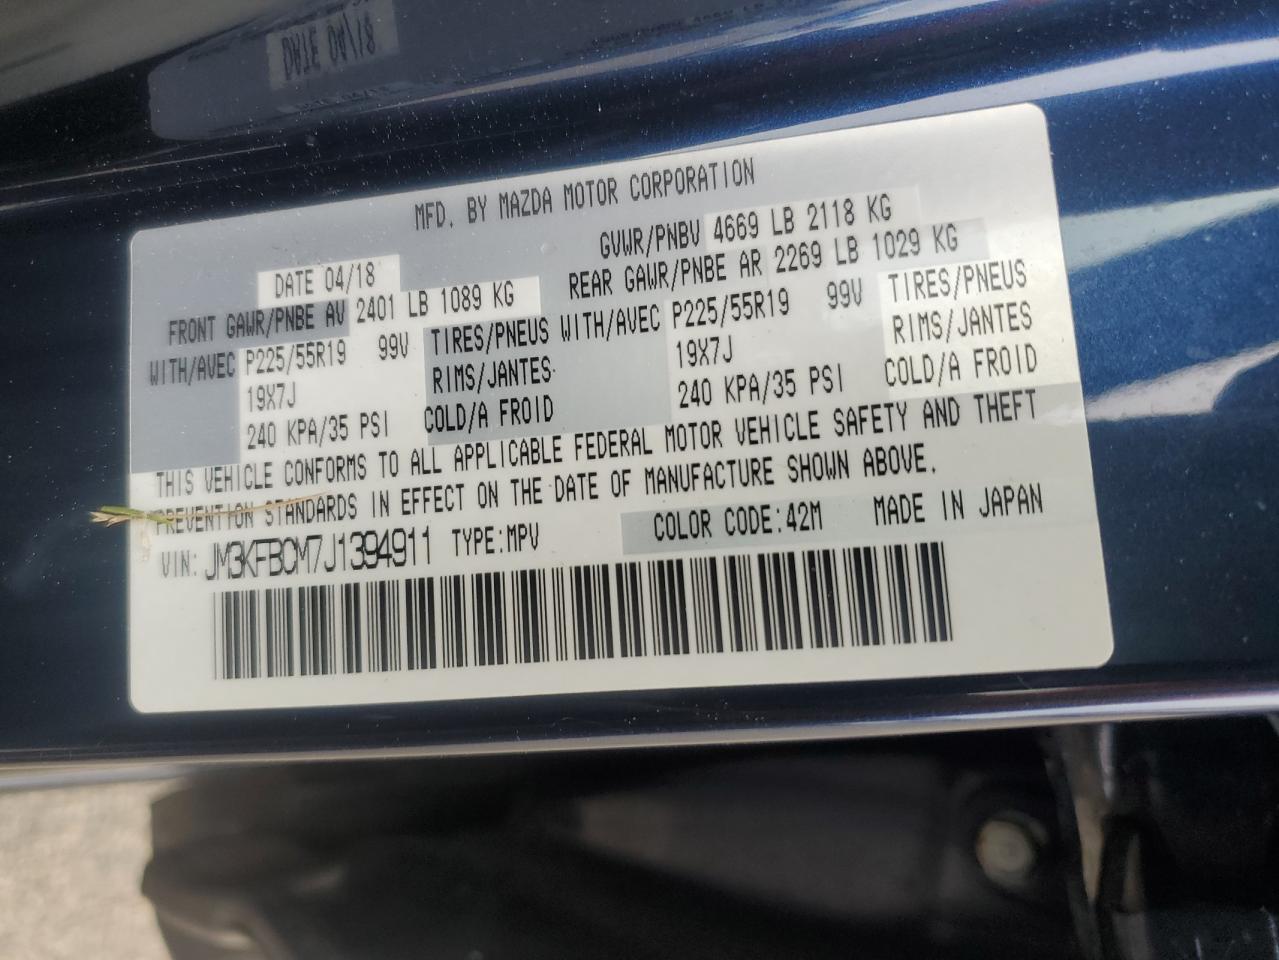 MFD. BY MAZDA MOTOR CORPORATION
GVWR/PNBV 4669 LB 2118 KG
DATE 04/18
REAR GAWR/PNBE AR 2269 LB 1029 KG
FRONT GAWR/PNBE AV 2401 LB 1089 KG
WITH/AVEC P225/55R19 99V TIRES/PNEUS WITH/AVEC P225/55R19 99V TIRES/PNEUS
19X7J RIMS/JANTES 19X7J RIMS/JANTES
240 KPA/35 PSI COLD/A FROID 240 KPA/35 PSI COLD/A FROID
THIS VEHICLE CONFORMS TO ALL APPLICABLE FEDERAL MOTOR VEHICLE SAFETY AND THEFT
PREVENTION STANDARDS IN EFFECT ON THE DATE OF MANUFACTURE SHOWN ABOVE.
VIN: JM3KFBCM7J1394911 TYPE:MPV COLOR CODE:42M MADE IN JAPAN
DATE 04/18